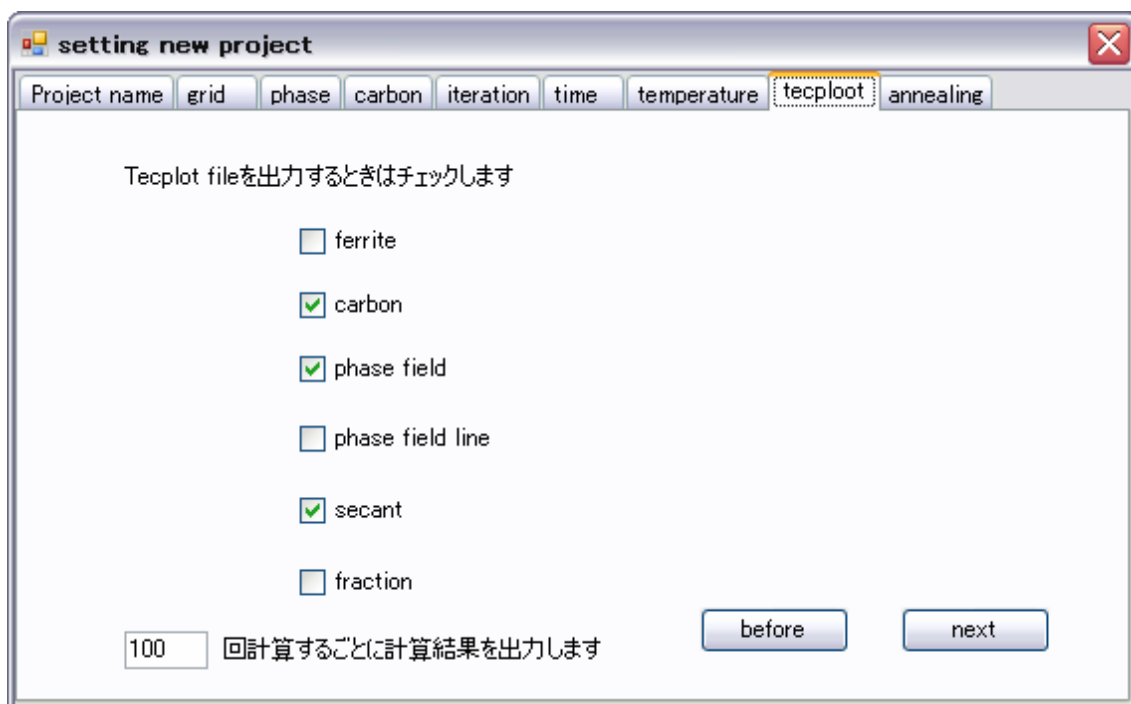 setting new project
Project name grid phase carbon iteration time temperature tecploot annealing
Tecplot fileを出力するときはチェックします
ferrite
carbon
phase field
phase field line
secant
fraction
100 回計算するごとに計算結果を出力します
before next